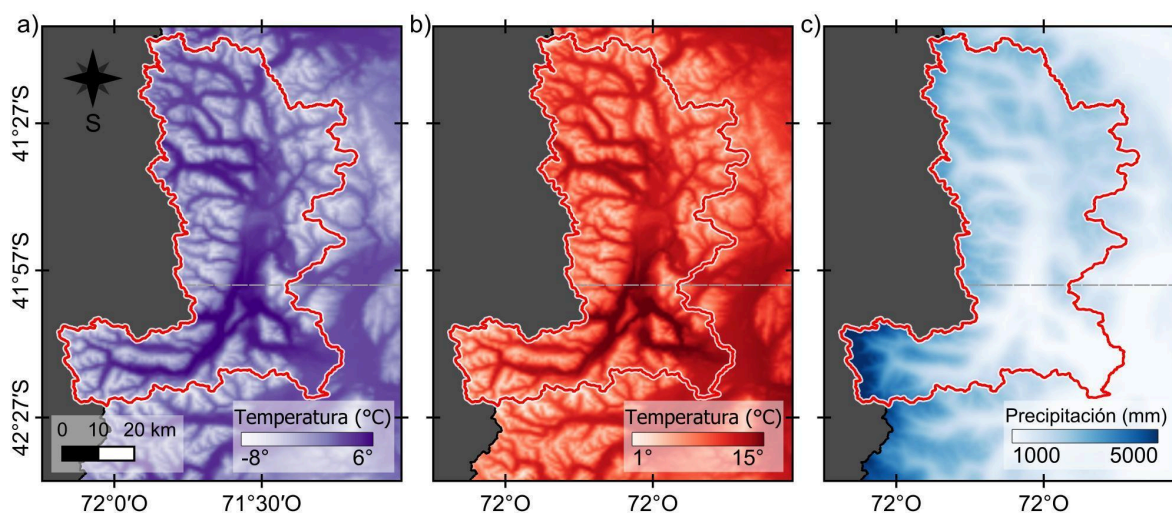 a)
b)
c)
S
41°27'S
41°57'S
42°27'S
0 10 20 km
Temperatura (°C)
-8° 6°
Temperatura (°C)
1° 15°
Precipitación (mm)
1000 5000
72°O 71°30'O
72°O 72°O
72°O 72°O